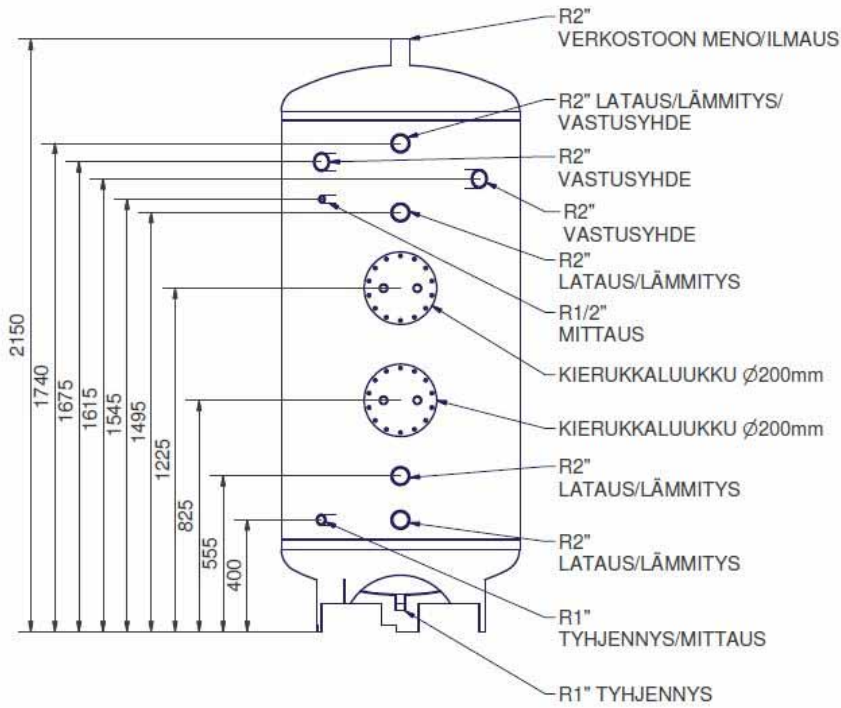 R2"
VERKOSTOON MENO/ILMAUS
R2" LATAUS/LÄMMITYS/
VASTUSYHDE
R2"
VASTUSYHDE
R2"
VASTUSYHDE
R2"
LATAUS/LÄMMITYS
R1/2"
MITTAUS
KIERUKKALUUKKU Ø200mm
KIERUKKALUUKKU Ø200mm
R2"
LATAUS/LÄMMITYS
R2"
LATAUS/LÄMMITYS
R1"
TYHJENNYS/MITTAUS
R1" TYHJENNYS
2150
1740
1675
1615
1545
1495
1225
825
555
400